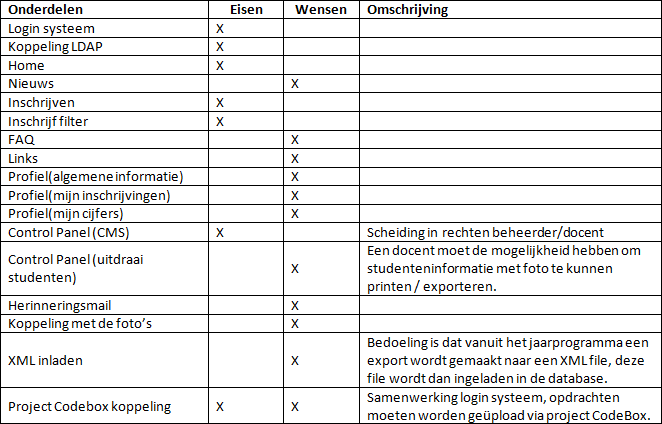 Onderdelen Eisen Wensen Omschrijving
Login systeem X
Koppeling LDAP X
Home X
Nieuws X
Inschrijven X
Inschrijf filter X
FAQ X
Links X
Profiel(algemene informatie) X
Profiel(mijn inschrijvingen) X
Profiel(mijn cijfers) X
Control Panel (CMS) X Scheiding in rechten beheerder/docent
Control Panel (uitdraai
studenten) X Een docent moet de mogelijkheid hebben om
studenteninformatie met foto te kunnen
printen / exporteren.
Herinneringsmail X
Koppeling met de foto's X
XML inladen X Bedoeling is dat vanuit het jaarprogramma een
export wordt gemaakt naar een XML file, deze
file wordt dan ingeladen in de database.
Project Codebox koppeling X X Samenwerking login systeem, opdrachten
moeten worden geüpload via project CodeBox.